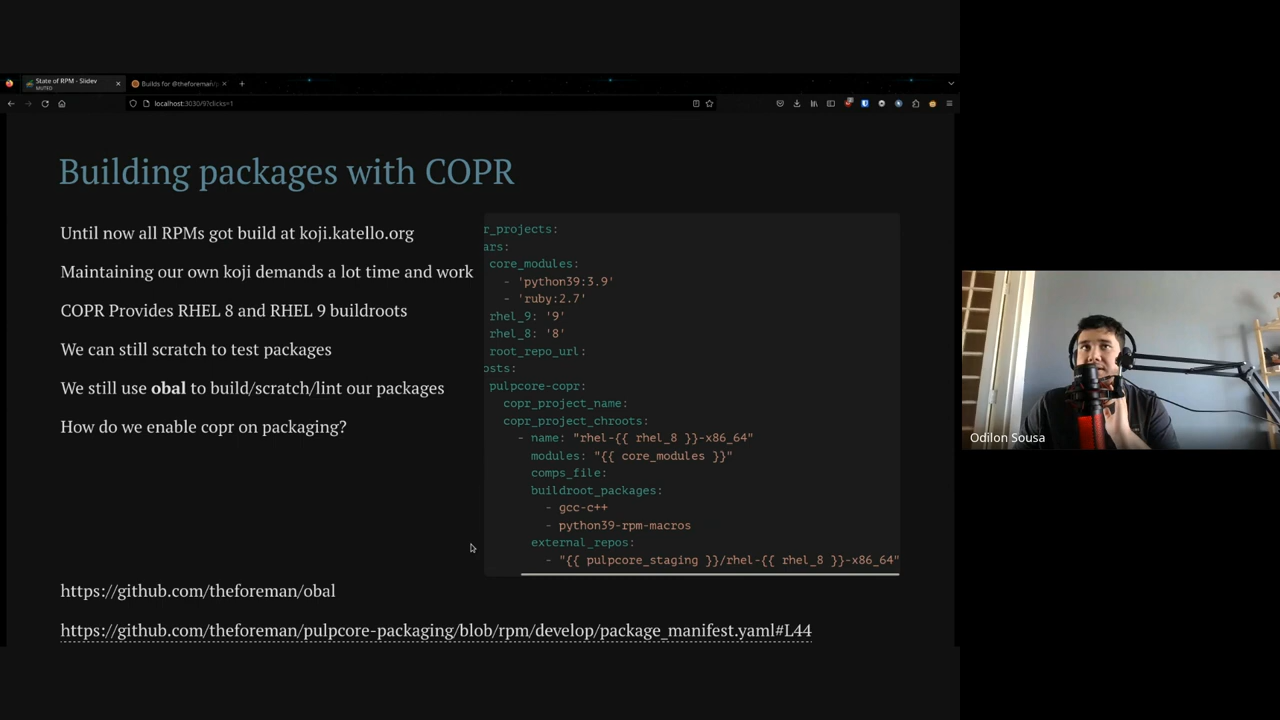 State of RPM - Slidev
MUTED
Builds for @theforeman/p
localhost:3030/9?clicks=1
Building packages with COPR
Until now all RPMs got build at koji.katello.org
Maintaining our own koji demands a lot time and work
COPR Provides RHEL 8 and RHEL 9 buildroots
We can still scratch to test packages
We still use obal to build/scratch/lint our packages
How do we enable copr on packaging?
r_projects:
ars:
core_modules:
- 'python39:3.9'
- 'ruby:2.7'
rhel_9: '9'
rhel_8: '8'
root_repo_url:
osts:
pulpcore-copr:
copr_project_name:
copr_project_chroots:
- name: "rhel-{{ rhel_8 }}-x86_64"
modules: "{{ core_modules }}"
comps_file:
buildroot_packages:
- gcc-c++
- python39-rpm-macros
external_repos:
- "{{ pulpcore_staging }}/rhel-{{ rhel_8 }}-x86_64"
https://github.com/theforeman/obal
https://github.com/theforeman/pulpcore-packaging/blob/rpm/develop/package_manifest.yaml#L44
Odilon Sousa